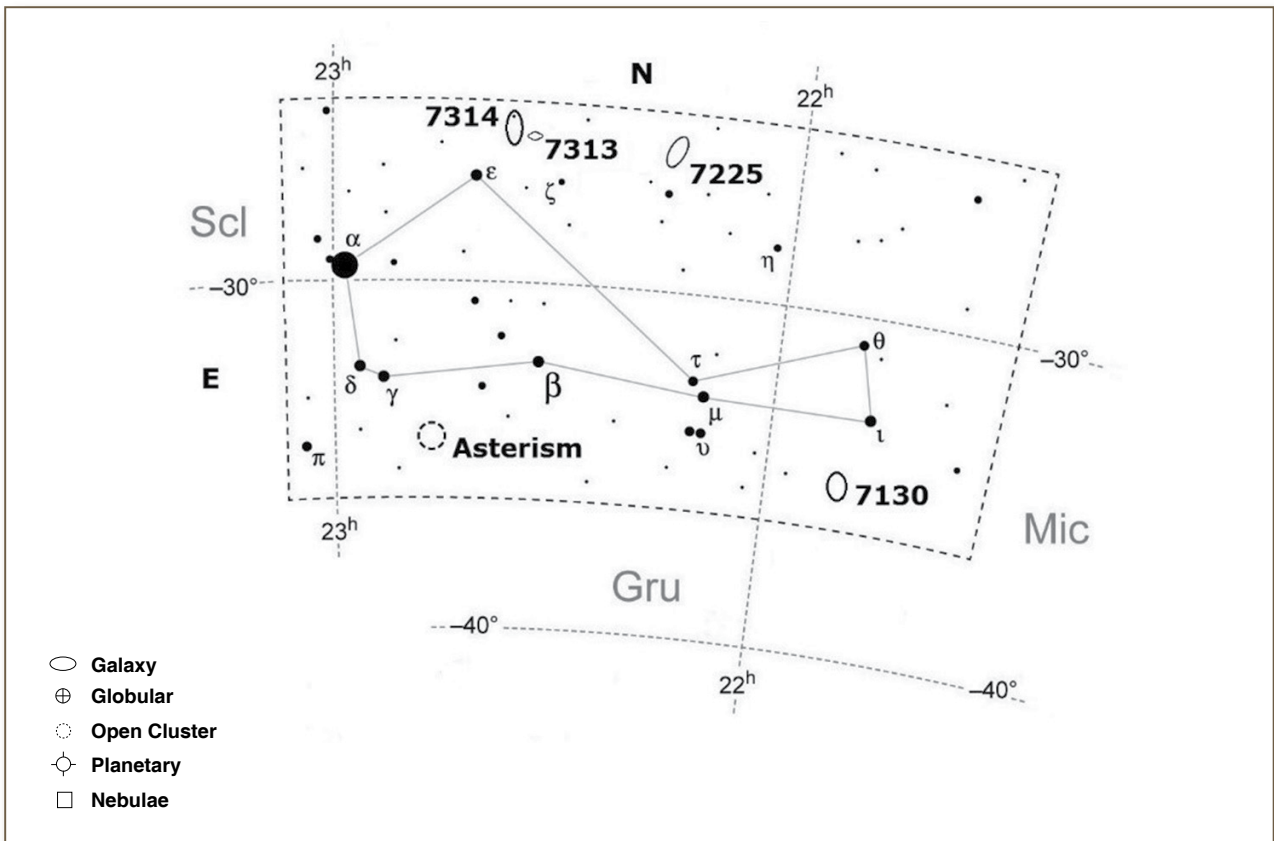 N
23ʰ
22ʰ
7314
7313
7225
ε
ζ
Scl
α
η
–30°
–30°
θ
τ
E
δ
γ
β
μ
ι
υ
Asterism
π
7130
23ʰ
Mic
Gru
–40°
–40°
22ʰ
Galaxy
Globular
Open Cluster
Planetary
Nebulae